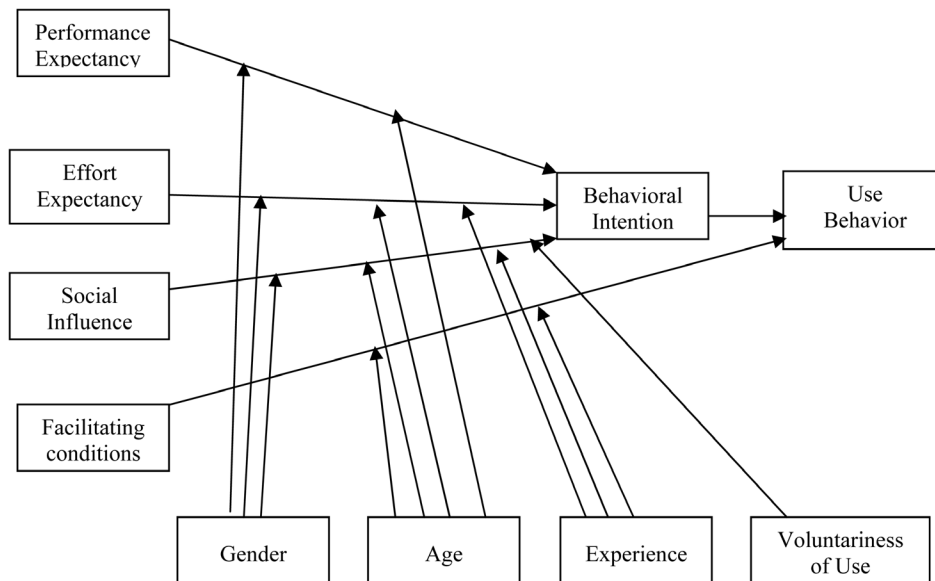 Performance
Expectancy
Effort
Expectancy
Behavioral
Intention
Use
Behavior
Social
Influence
Facilitating
conditions
Gender
Age
Experience
Voluntariness
of Use